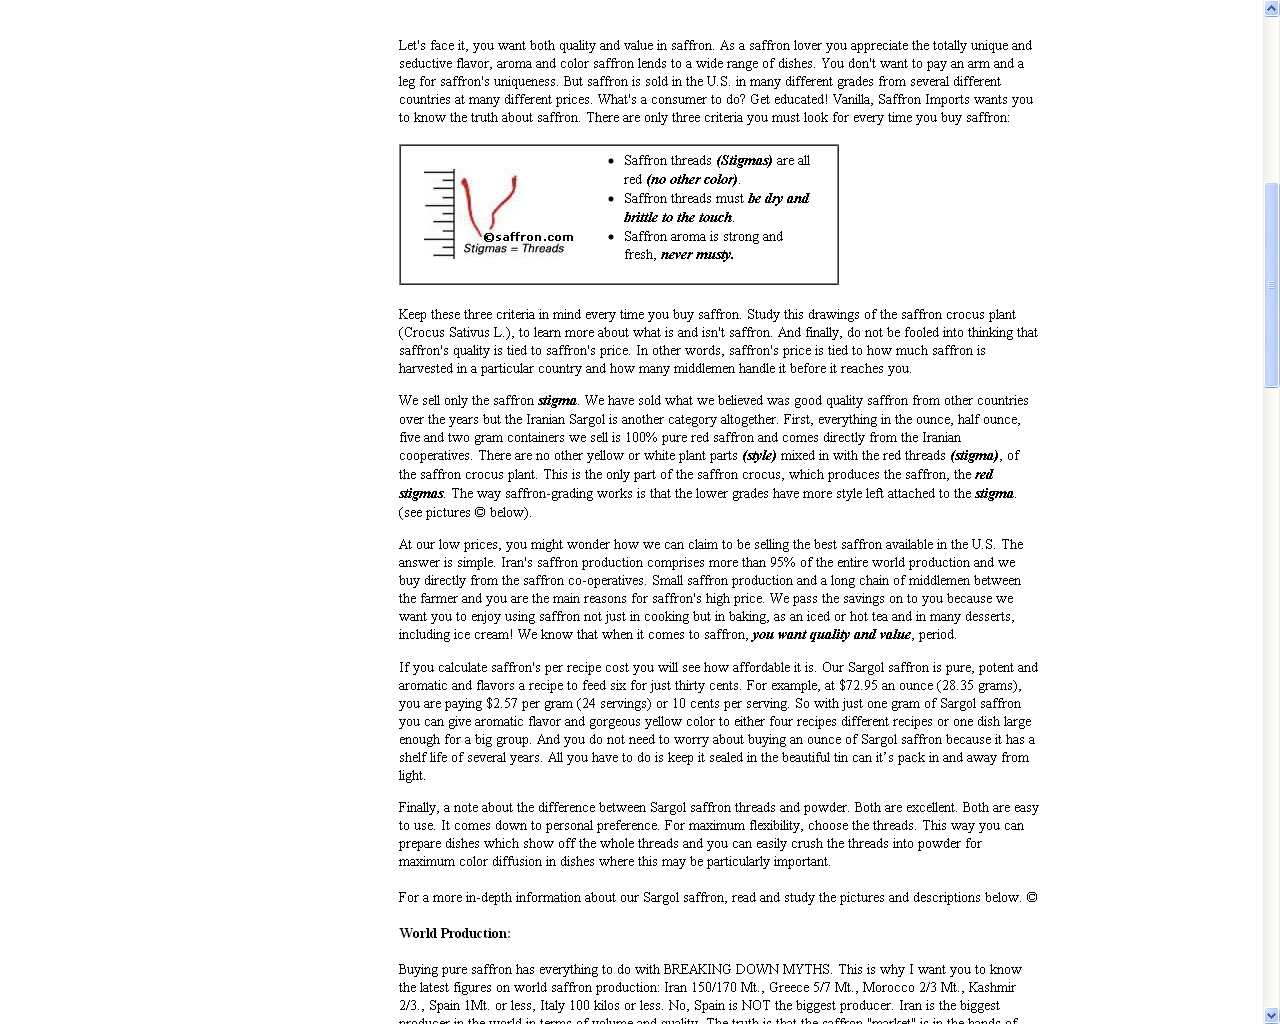 Let's face it, you want both quality and value in saffron. As a saffron lover you appreciate the totally unique and
seductive flavor, aroma and color saffron lends to a wide range of dishes. You don't want to pay an arm and a
leg for saffron's uniqueness. But saffron is sold in the U.S. in many different grades from several different
countries at many different prices. What's a consumer to do? Get educated! Vanilla, Saffron Imports wants you
to know the truth about saffron. There are only three criteria you must look for every time you buy saffron:
©saffron.com
Stigmas = Threads
• Saffron threads (Stigmas) are all
red (no other color).
• Saffron threads must be dry and
brittle to the touch.
• Saffron aroma is strong and
fresh, never musty.
Keep these three criteria in mind every time you buy saffron. Study this drawings of the saffron crocus plant
(Crocus Sativus L.), to learn more about what is and isn't saffron. And finally, do not be fooled into thinking that
saffron's quality is tied to saffron's price. In other words, saffron's price is tied to how much saffron is
harvested in a particular country and how many middlemen handle it before it reaches you.
We sell only the saffron stigma. We have sold what we believed was good quality saffron from other countries
over the years but the Iranian Sargol is another category altogether. First, everything in the ounce, half ounce,
five and two gram containers we sell is 100% pure red saffron and comes directly from the Iranian
cooperatives. There are no other yellow or white plant parts (style) mixed in with the red threads (stigma), of
the saffron crocus plant. This is the only part of the saffron crocus, which produces the saffron, the red
stigmas. The way saffron-grading works is that the lower grades have more style left attached to the stigma.
(see pictures © below).
At our low prices, you might wonder how we can claim to be selling the best saffron available in the U.S. The
answer is simple. Iran's saffron production comprises more than 95% of the entire world production and we
buy directly from the saffron co-operatives. Small saffron production and a long chain of middlemen between
the farmer and you are the main reasons for saffron's high price. We pass the savings on to you because we
want you to enjoy using saffron not just in cooking but in baking, as an iced or hot tea and in many desserts,
including ice cream! We know that when it comes to saffron, you want quality and value, period.
If you calculate saffron's per recipe cost you will see how affordable it is. Our Sargol saffron is pure, potent and
aromatic and flavors a recipe to feed six for just thirty cents. For example, at $72.95 an ounce (28.35 grams),
you are paying $2.57 per gram (24 servings) or 10 cents per serving. So with just one gram of Sargol saffron
you can give aromatic flavor and gorgeous yellow color to either four recipes different recipes or one dish large
enough for a big group. And you do not need to worry about buying an ounce of Sargol saffron because it has a
shelf life of several years. All you have to do is keep it sealed in the beautiful tin can it’s pack in and away from
light.
Finally, a note about the difference between Sargol saffron threads and powder. Both are excellent. Both are easy
to use. It comes down to personal preference. For maximum flexibility, choose the threads. This way you can
prepare dishes which show off the whole threads and you can easily crush the threads into powder for
maximum color diffusion in dishes where this may be particularly important.
For a more in-depth information about our Sargol saffron, read and study the pictures and descriptions below. ©
World Production:
Buying pure saffron has everything to do with BREAKING DOWN MYTHS. This is why I want you to know
the latest figures on world saffron production: Iran 150/170 Mt., Greece 5/7 Mt., Morocco 2/3 Mt., Kashmir
2/3., Spain 1Mt. or less, Italy 100 kilos or less. No, Spain is NOT the biggest producer. Iran is the biggest
producer in the world in terms of volume and quality. The truth is that the saffron "market" is in the hands of